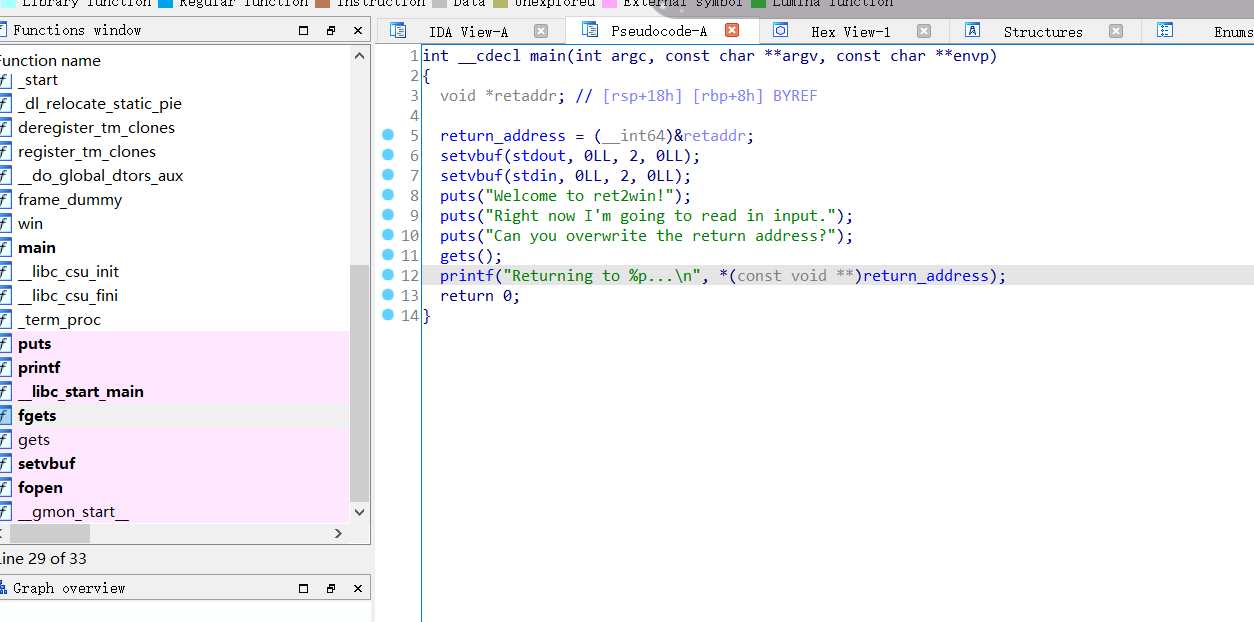 Library function Regular function Instruction Data Unexplored External symbol Lumina function
Functions window
IDA View-A Pseudocode-A Hex View-1 Structures Enums
Function name
_start
_dl_relocate_static_pie
deregister_tm_clones
register_tm_clones
__do_global_dtors_aux
frame_dummy
win
main
__libc_csu_init
__libc_csu_fini
_term_proc
puts
printf
__libc_start_main
fgets
gets
setvbuf
fopen
__gmon_start__
Line 29 of 33
Graph overview
1 int __cdecl main(int argc, const char **argv, const char **envp)
2 {
3 void *retaddr; // [rsp+18h] [rbp+8h] BYREF
4
5 return_address = (__int64)&retaddr;
6 setvbuf(stdout, 0LL, 2, 0LL);
7 setvbuf(stdin, 0LL, 2, 0LL);
8 puts("Welcome to ret2win!");
9 puts("Right now I'm going to read in input.");
10 puts("Can you overwrite the return address?");
11 gets();
12 printf("Returning to %p...\n", *(const void **)return_address);
13 return 0;
14 }